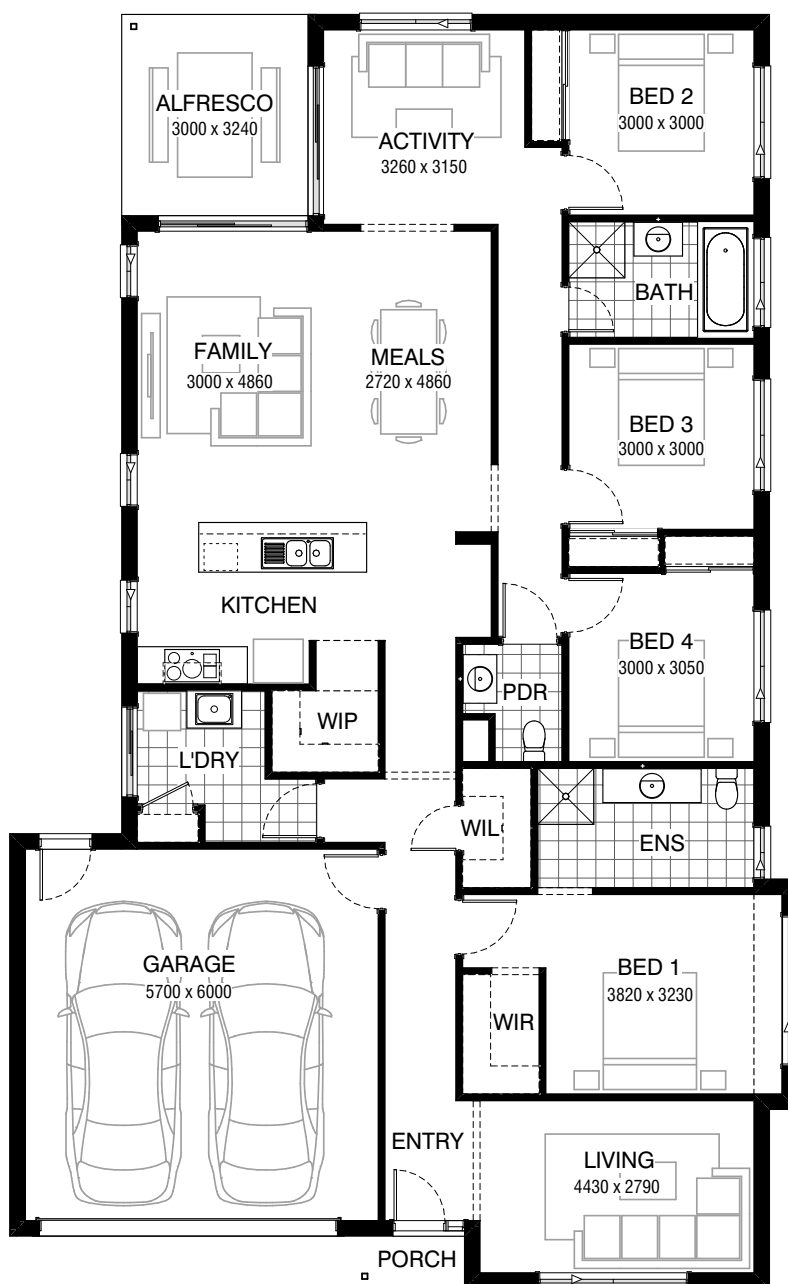 ALFRESCO
3000 x 3240
ACTIVITY
3260 x 3150
BED 2
3000 x 3000
BATH
FAMILY
3000 x 4860
MEALS
2720 x 4860
BED 3
3000 x 3000
KITCHEN
BED 4
3000 x 3050
PDR
WIP
L'DRY
WIL
ENS
GARAGE
5700 x 6000
BED 1
3820 x 3230
WIR
ENTRY
LIVING
4430 x 2790
PORCH